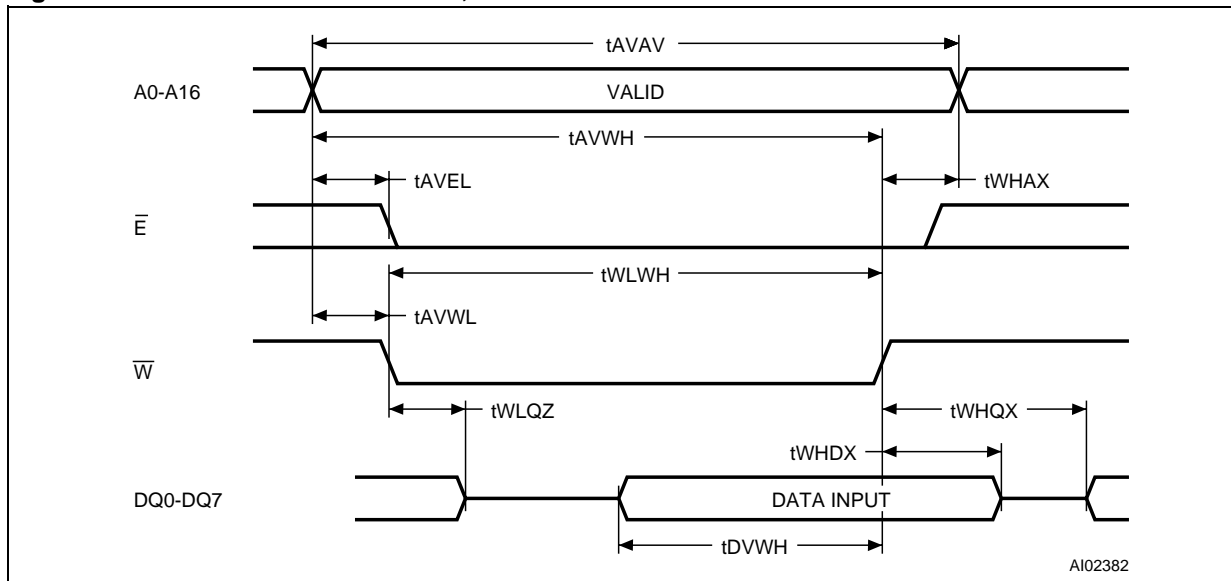 tAVAV
A0-A16
VALID
tAVWH
tAVEL
tWHAX
E̅
tWLWH
tAVWL
W̅
tWLQZ
tWHQX
tWHDX
DQ0-DQ7
DATA INPUT
tDVWH
AI02382